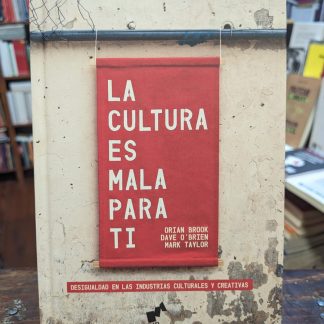 LA
CULTURA
ES
MALA
PARA
TI
ORIAN BROOK
DAVE O'BRIEN
MARK TAYLOR
DESIGUALDAD EN LAS INDUSTRIAS CULTURALES Y CREATIVAS